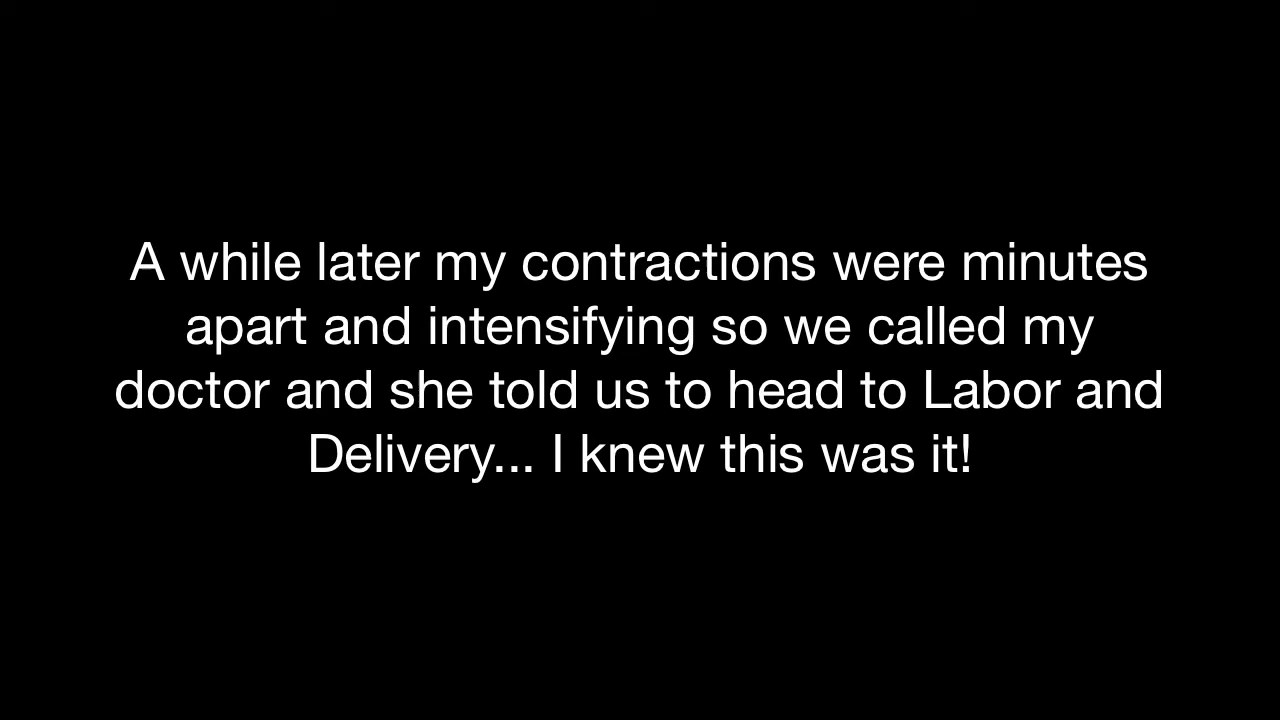 A while later my contractions were minutes
apart and intensifying so we called my
doctor and she told us to head to Labor and
Delivery... I knew this was it!